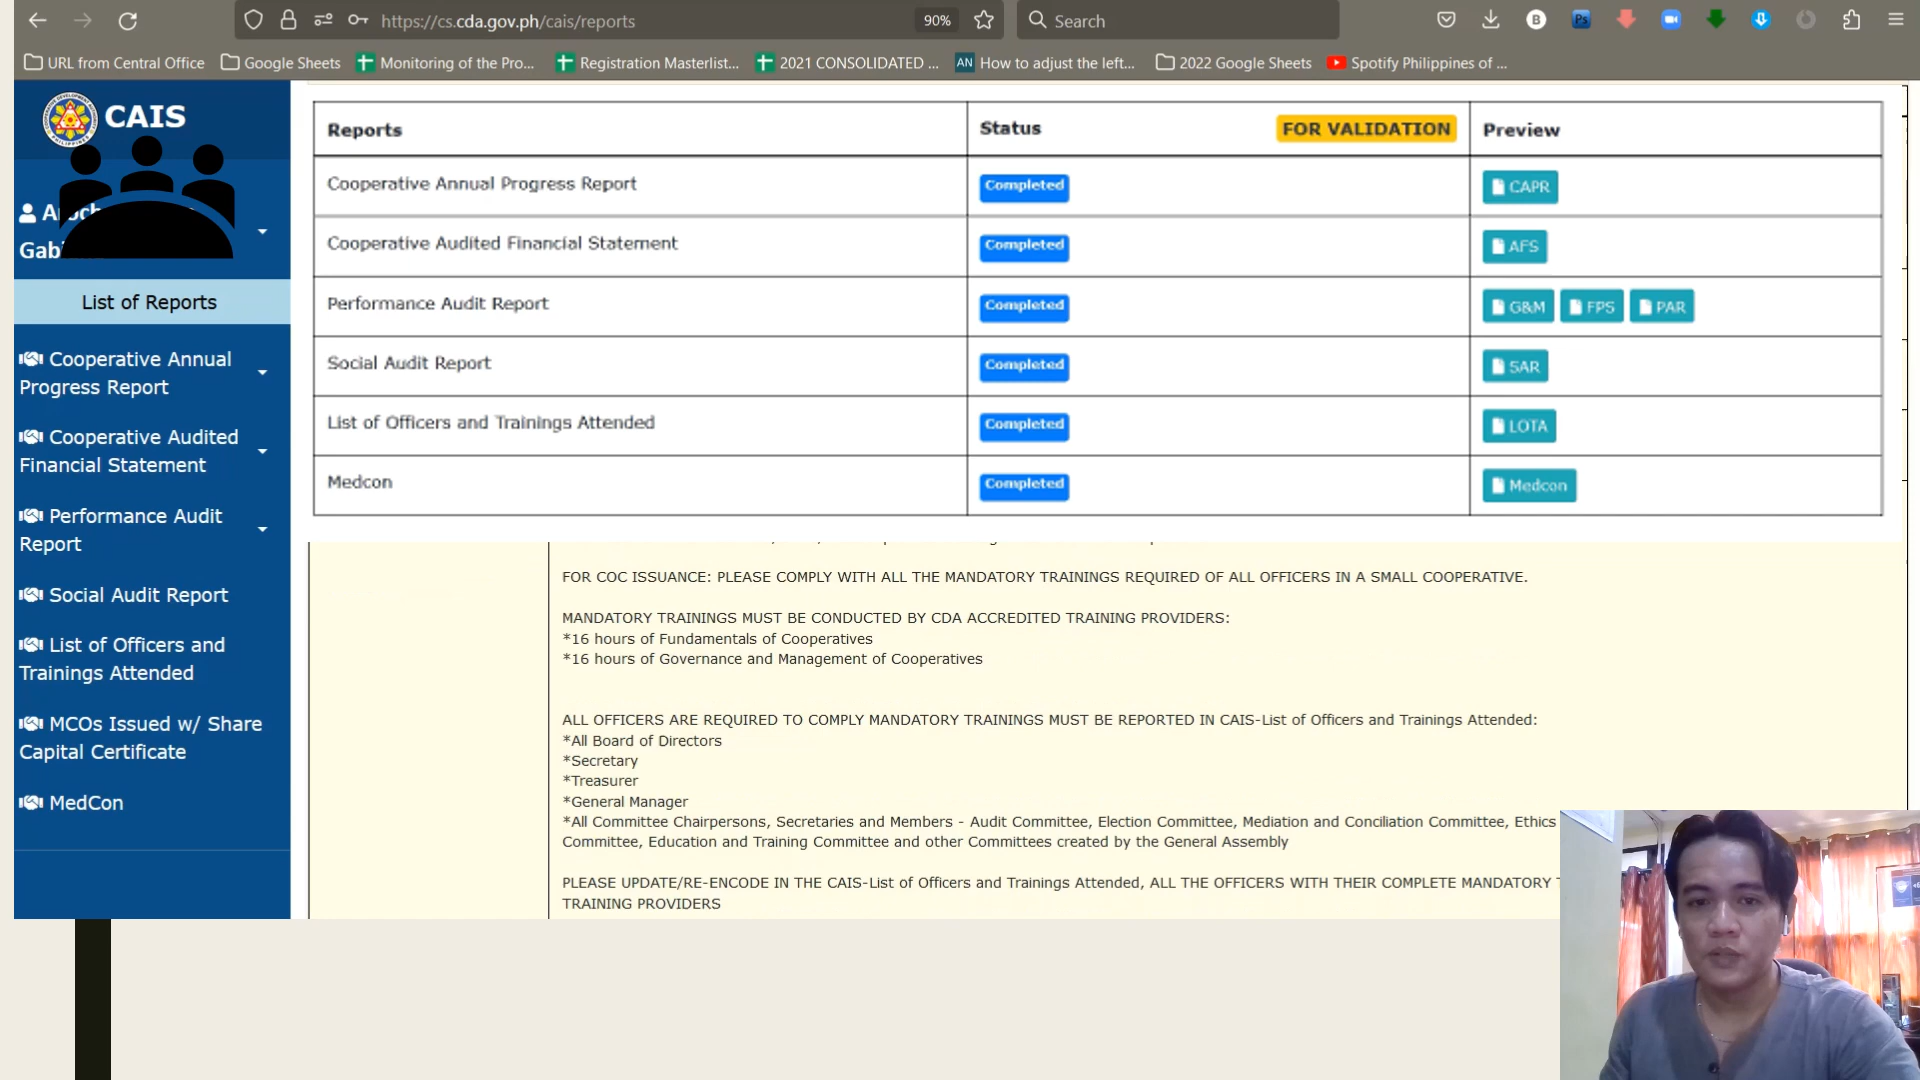 https://cs.cda.gov.ph/cais/reports
90%
Search
URL from Central Office
Google Sheets
Monitoring of the Pro...
Registration Masterlist...
2021 CONSOLIDATED ...
AN How to adjust the left...
2022 Google Sheets
Spotify Philippines of ...
CAIS
Gab
List of Reports
Cooperative Annual
Progress Report
Cooperative Audited
Financial Statement
Performance Audit
Report
Social Audit Report
List of Officers and
Trainings Attended
MCOs Issued w/ Share
Capital Certificate
MedCon
Reports Status FOR VALIDATION Preview
Cooperative Annual Progress Report Completed CAPR
Cooperative Audited Financial Statement Completed AFS
Performance Audit Report Completed G&M FPS PAR
Social Audit Report Completed SAR
List of Officers and Trainings Attended Completed LOTA
Medcon Completed Medcon
FOR COC ISSUANCE: PLEASE COMPLY WITH ALL THE MANDATORY TRAININGS REQUIRED OF ALL OFFICERS IN A SMALL COOPERATIVE.
MANDATORY TRAININGS MUST BE CONDUCTED BY CDA ACCREDITED TRAINING PROVIDERS:
*16 hours of Fundamentals of Cooperatives
*16 hours of Governance and Management of Cooperatives
ALL OFFICERS ARE REQUIRED TO COMPLY MANDATORY TRAININGS MUST BE REPORTED IN CAIS-List of Officers and Trainings Attended:
*All Board of Directors
*Secretary
*Treasurer
*General Manager
*All Committee Chairpersons, Secretaries and Members - Audit Committee, Election Committee, Mediation and Conciliation Committee, Ethics
Committee, Education and Training Committee and other Committees created by the General Assembly
PLEASE UPDATE/RE-ENCODE IN THE CAIS-List of Officers and Trainings Attended, ALL THE OFFICERS WITH THEIR COMPLETE MANDATORY
TRAINING PROVIDERS